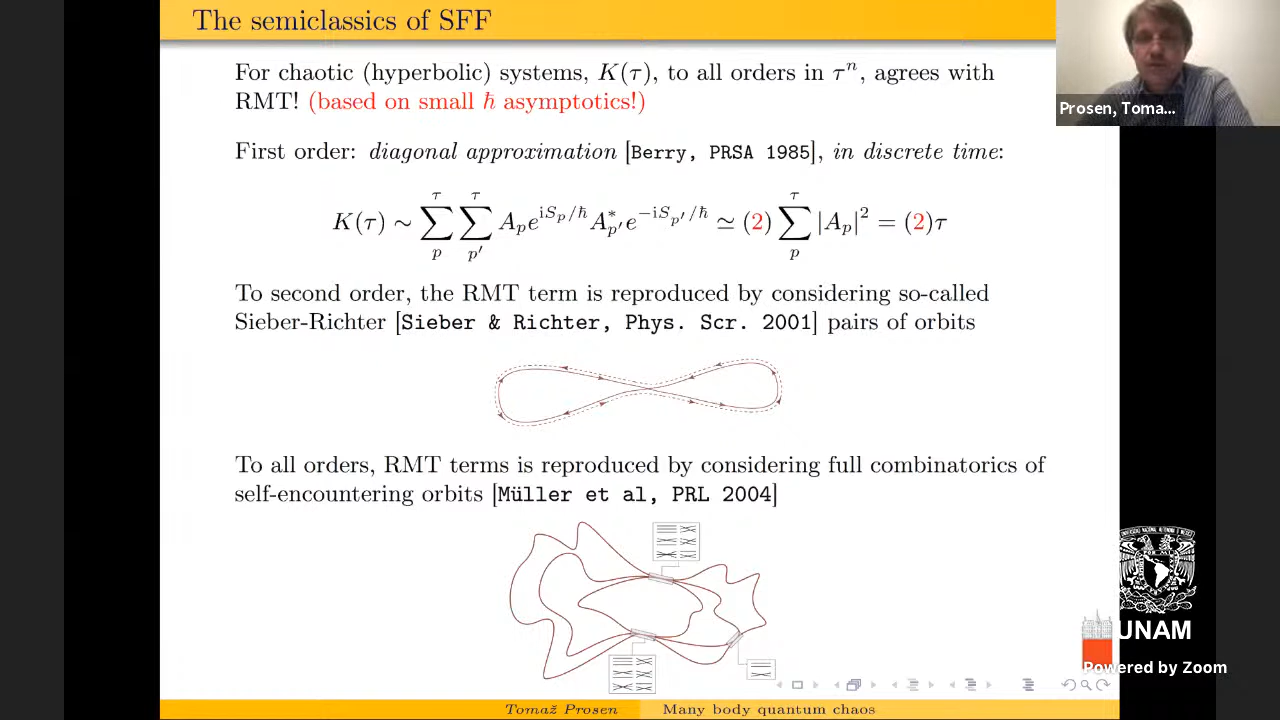 The semiclassics of SFF
For chaotic (hyperbolic) systems, K(τ), to all orders in τⁿ, agrees with
RMT! (based on small ℏ asymptotics!)
First order: diagonal approximation [Berry, PRSA 1985], in discrete time:
K(τ) ∼ ∑_p^τ ∑_{p′}^τ A_p e^{iS_p/ℏ} A*_{p′} e^{−iS_{p′}/ℏ} ≃ (2) ∑_p^τ |A_p|² = (2)τ
To second order, the RMT term is reproduced by considering so-called
Sieber-Richter [Sieber & Richter, Phys. Scr. 2001] pairs of orbits
To all orders, RMT terms is reproduced by considering full combinatorics of
self-encountering orbits [Müller et al, PRL 2004]
Tomaž Prosen
Many body quantum chaos
Prosen, Toma...
UNAM
Powered by Zoom